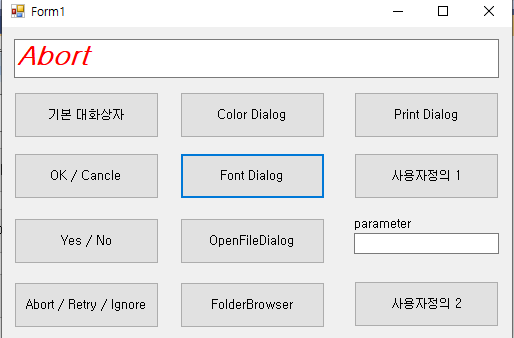 Form1
Abort
기본 대화상자
Color Dialog
Print Dialog
OK / Cancle
Font Dialog
사용자정의 1
Yes / No
OpenFileDialog
parameter
Abort / Retry / Ignore
FolderBrowser
사용자정의 2